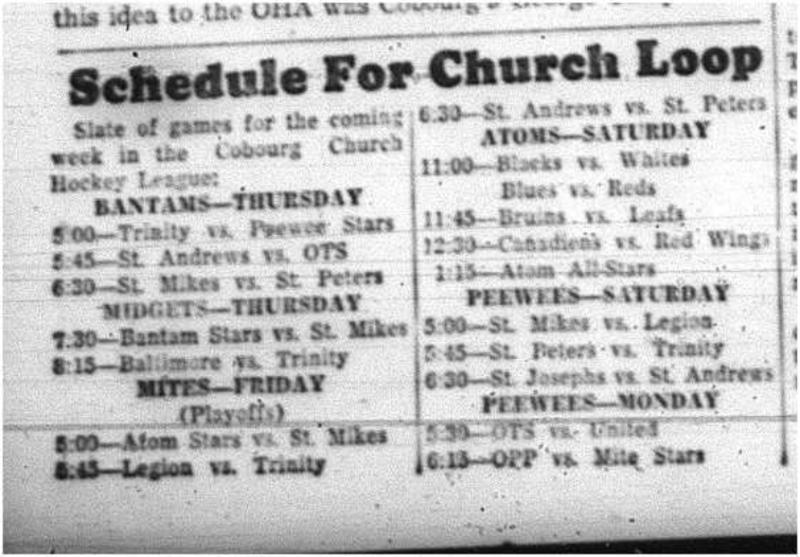 this idea to the OHA was Cobourg's George
Schedule For Church Loop
Slate of games for the coming
week in the Cobourg Church
Hockey League:
BANTAMS—THURSDAY
5:00—Trinity vs. Peewee Stars
5:45—St. Andrews vs. OTS
6:30—St. Mikes vs. St. Peters
MIDGETS—THURSDAY
7.30—Bantam Stars vs. St. Mikes
8:15—Baltimore vs. Trinity
MITES—FRIDAY
(Playoffs)
5:00—Atom Stars vs. St. Mikes
5:45—Legion vs. Trinity
6:30—St. Andrews vs. St. Peters
ATOMS—SATURDAY
11:00—Blacks vs. Whites
Blues vs. Reds
11:45—Bruins vs. Leafs
12:30—Canadiens vs. Red Wings
1:15—Atom All-Stars
PEEWEES—SATURDAY
5:00—St. Mikes vs. Legion
5:45—St. Peters vs. Trinity
6:30—St. Josephs vs. St. Andrews
PEEWEES—MONDAY
5:30—OTS vs. United
6:15—OPP vs. Mite Stars